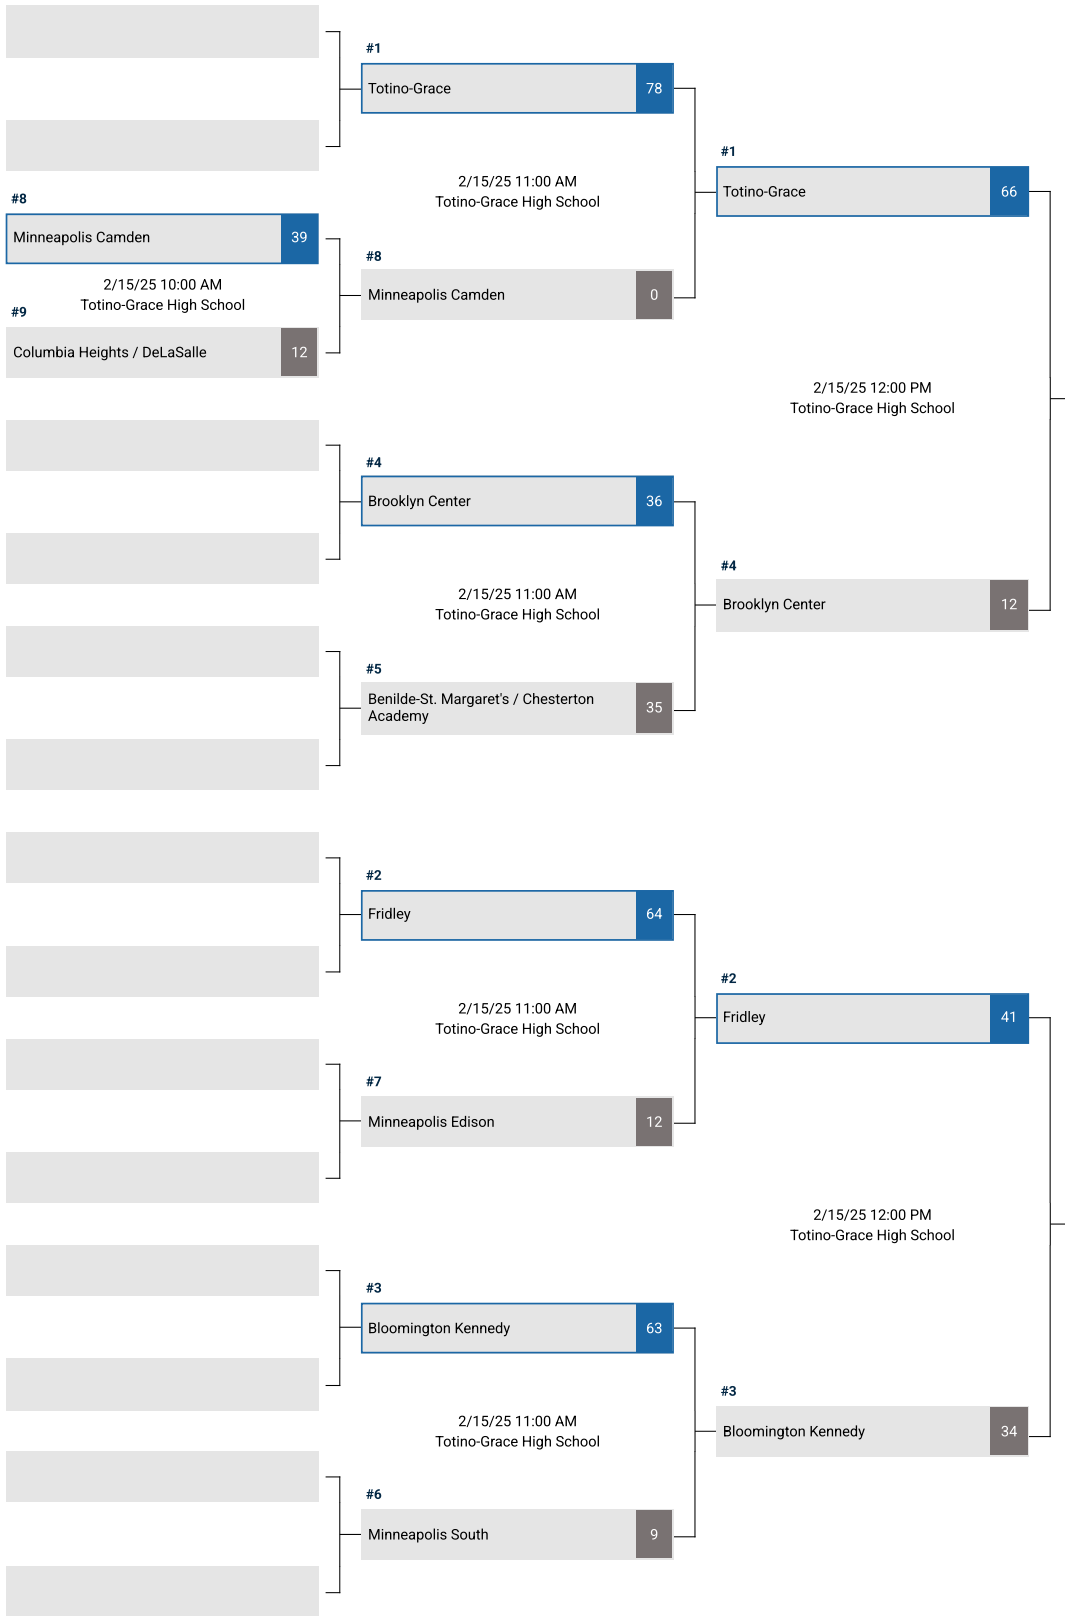 #8
Minneapolis Camden 39
2/15/25 10:00 AM
Totino-Grace High School
#9
Columbia Heights / DeLaSalle 12
#1
Totino-Grace 78
2/15/25 11:00 AM
Totino-Grace High School
#8
Minneapolis Camden 0
#4
Brooklyn Center 36
2/15/25 11:00 AM
Totino-Grace High School
#5
Benilde-St. Margaret's / Chesterton
Academy 35
#2
Fridley 64
2/15/25 11:00 AM
Totino-Grace High School
#7
Minneapolis Edison 12
#3
Bloomington Kennedy 63
2/15/25 11:00 AM
Totino-Grace High School
#6
Minneapolis South 9
#1
Totino-Grace 66
2/15/25 12:00 PM
Totino-Grace High School
#4
Brooklyn Center 12
#2
Fridley 41
2/15/25 12:00 PM
Totino-Grace High School
#3
Bloomington Kennedy 34